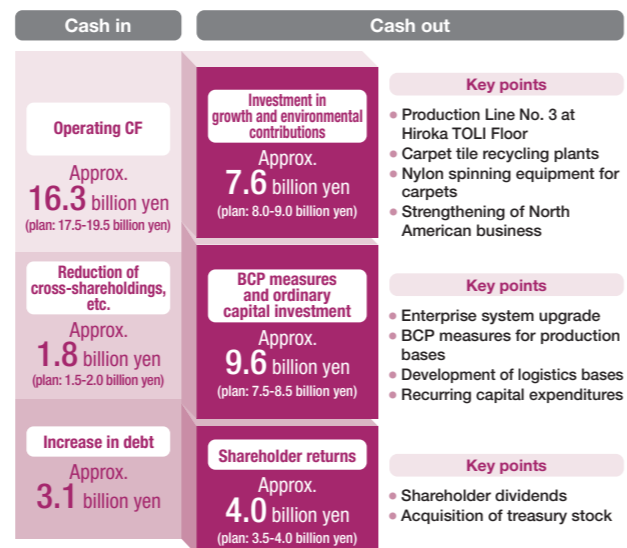 Cash in
Cash out
Operating CF
Approx.
16.3 billion yen
(plan: 17.5-19.5 billion yen)
Reduction of
cross-shareholdings,
etc.
Approx.
1.8 billion yen
(plan: 1.5-2.0 billion yen)
Increase in debt
Approx.
3.1 billion yen
Investment in
growth and environmental
contributions
Approx.
7.6 billion yen
(plan: 8.0-9.0 billion yen)
BCP measures
and ordinary
capital investment
Approx.
9.6 billion yen
(plan: 7.5-8.5 billion yen)
Shareholder returns
Approx.
4.0 billion yen
(plan: 3.5-4.0 billion yen)
Key points
• Production Line No. 3 at
Hiroka TOLI Floor
• Carpet tile recycling plants
• Nylon spinning equipment for
carpets
• Strengthening of North
American business
Key points
• Enterprise system upgrade
• BCP measures for production
bases
• Development of logistics bases
• Recurring capital expenditures
Key points
• Shareholder dividends
• Acquisition of treasury stock